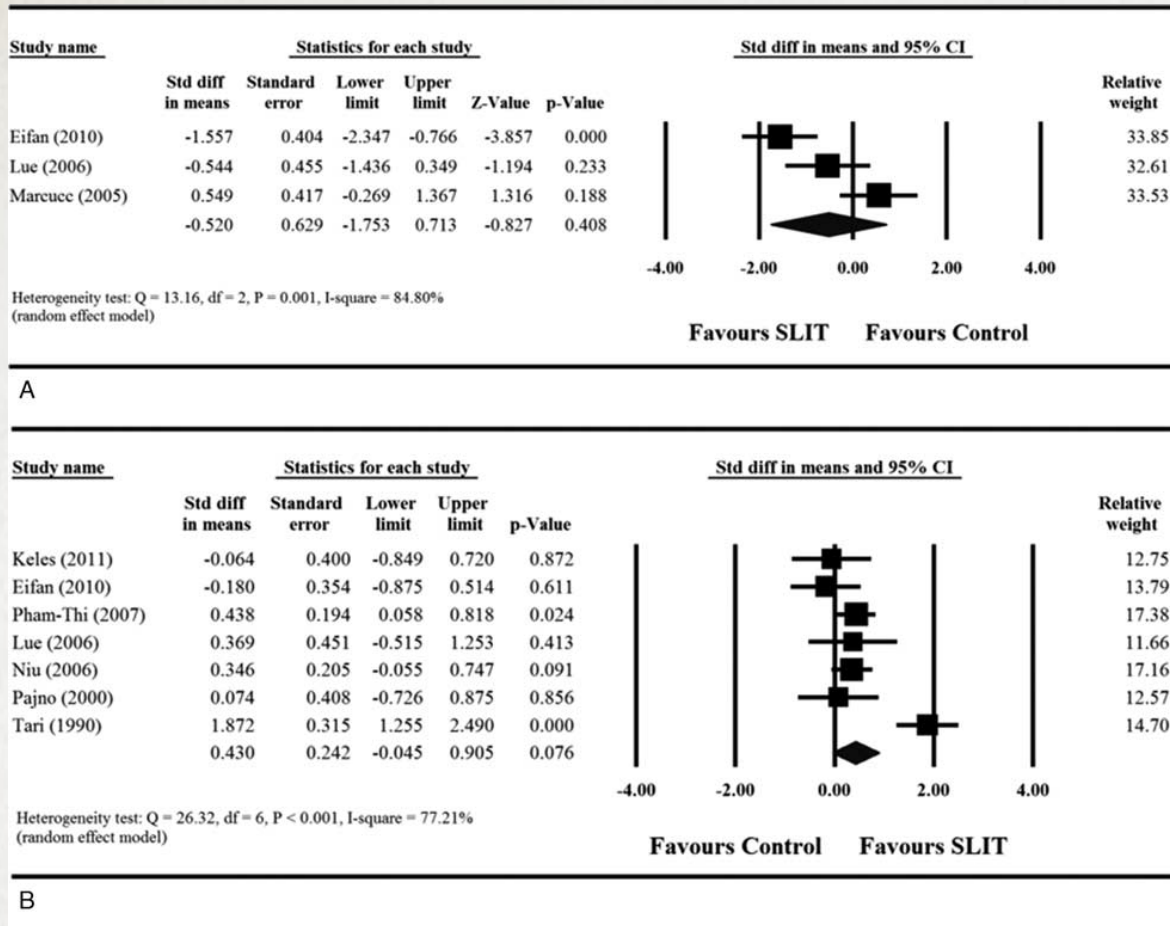 Study name Statistics for each study Std diff in means and 95% CI
Std diff Standard Lower Upper Relative
in means error limit limit Z-Value p-Value weight
Eifan (2010) -1.557 0.404 -2.347 -0.766 -3.857 0.000 33.85
Lue (2006) -0.544 0.455 -1.436 0.349 -1.194 0.233 32.61
Marcucc (2005) 0.549 0.417 -0.269 1.367 1.316 0.188 33.53
-0.520 0.629 -1.753 0.713 -0.827 0.408
-4.00 -2.00 0.00 2.00 4.00
Heterogeneity test: Q = 13.16, df = 2, P = 0.001, I-square = 84.80%
(random effect model)
Favours SLIT Favours Control
A
Study name Statistics for each study Std diff in means and 95% CI
Std diff Standard Lower Upper Relative
in means error limit limit p-Value weight
Keles (2011) -0.064 0.400 -0.849 0.720 0.872 12.75
Eifan (2010) -0.180 0.354 -0.875 0.514 0.611 13.79
Pham-Thi (2007) 0.438 0.194 0.058 0.818 0.024 17.38
Lue (2006) 0.369 0.451 -0.515 1.253 0.413 11.66
Niu (2006) 0.346 0.205 -0.055 0.747 0.091 17.16
Pajno (2000) 0.074 0.408 -0.726 0.875 0.856 12.57
Tari (1990) 1.872 0.315 1.255 2.490 0.000 14.70
0.430 0.242 -0.045 0.905 0.076
-4.00 -2.00 0.00 2.00 4.00
Heterogeneity test: Q = 26.32, df = 6, P < 0.001, I-square = 77.21%
(random effect model)
Favours Control Favours SLIT
B